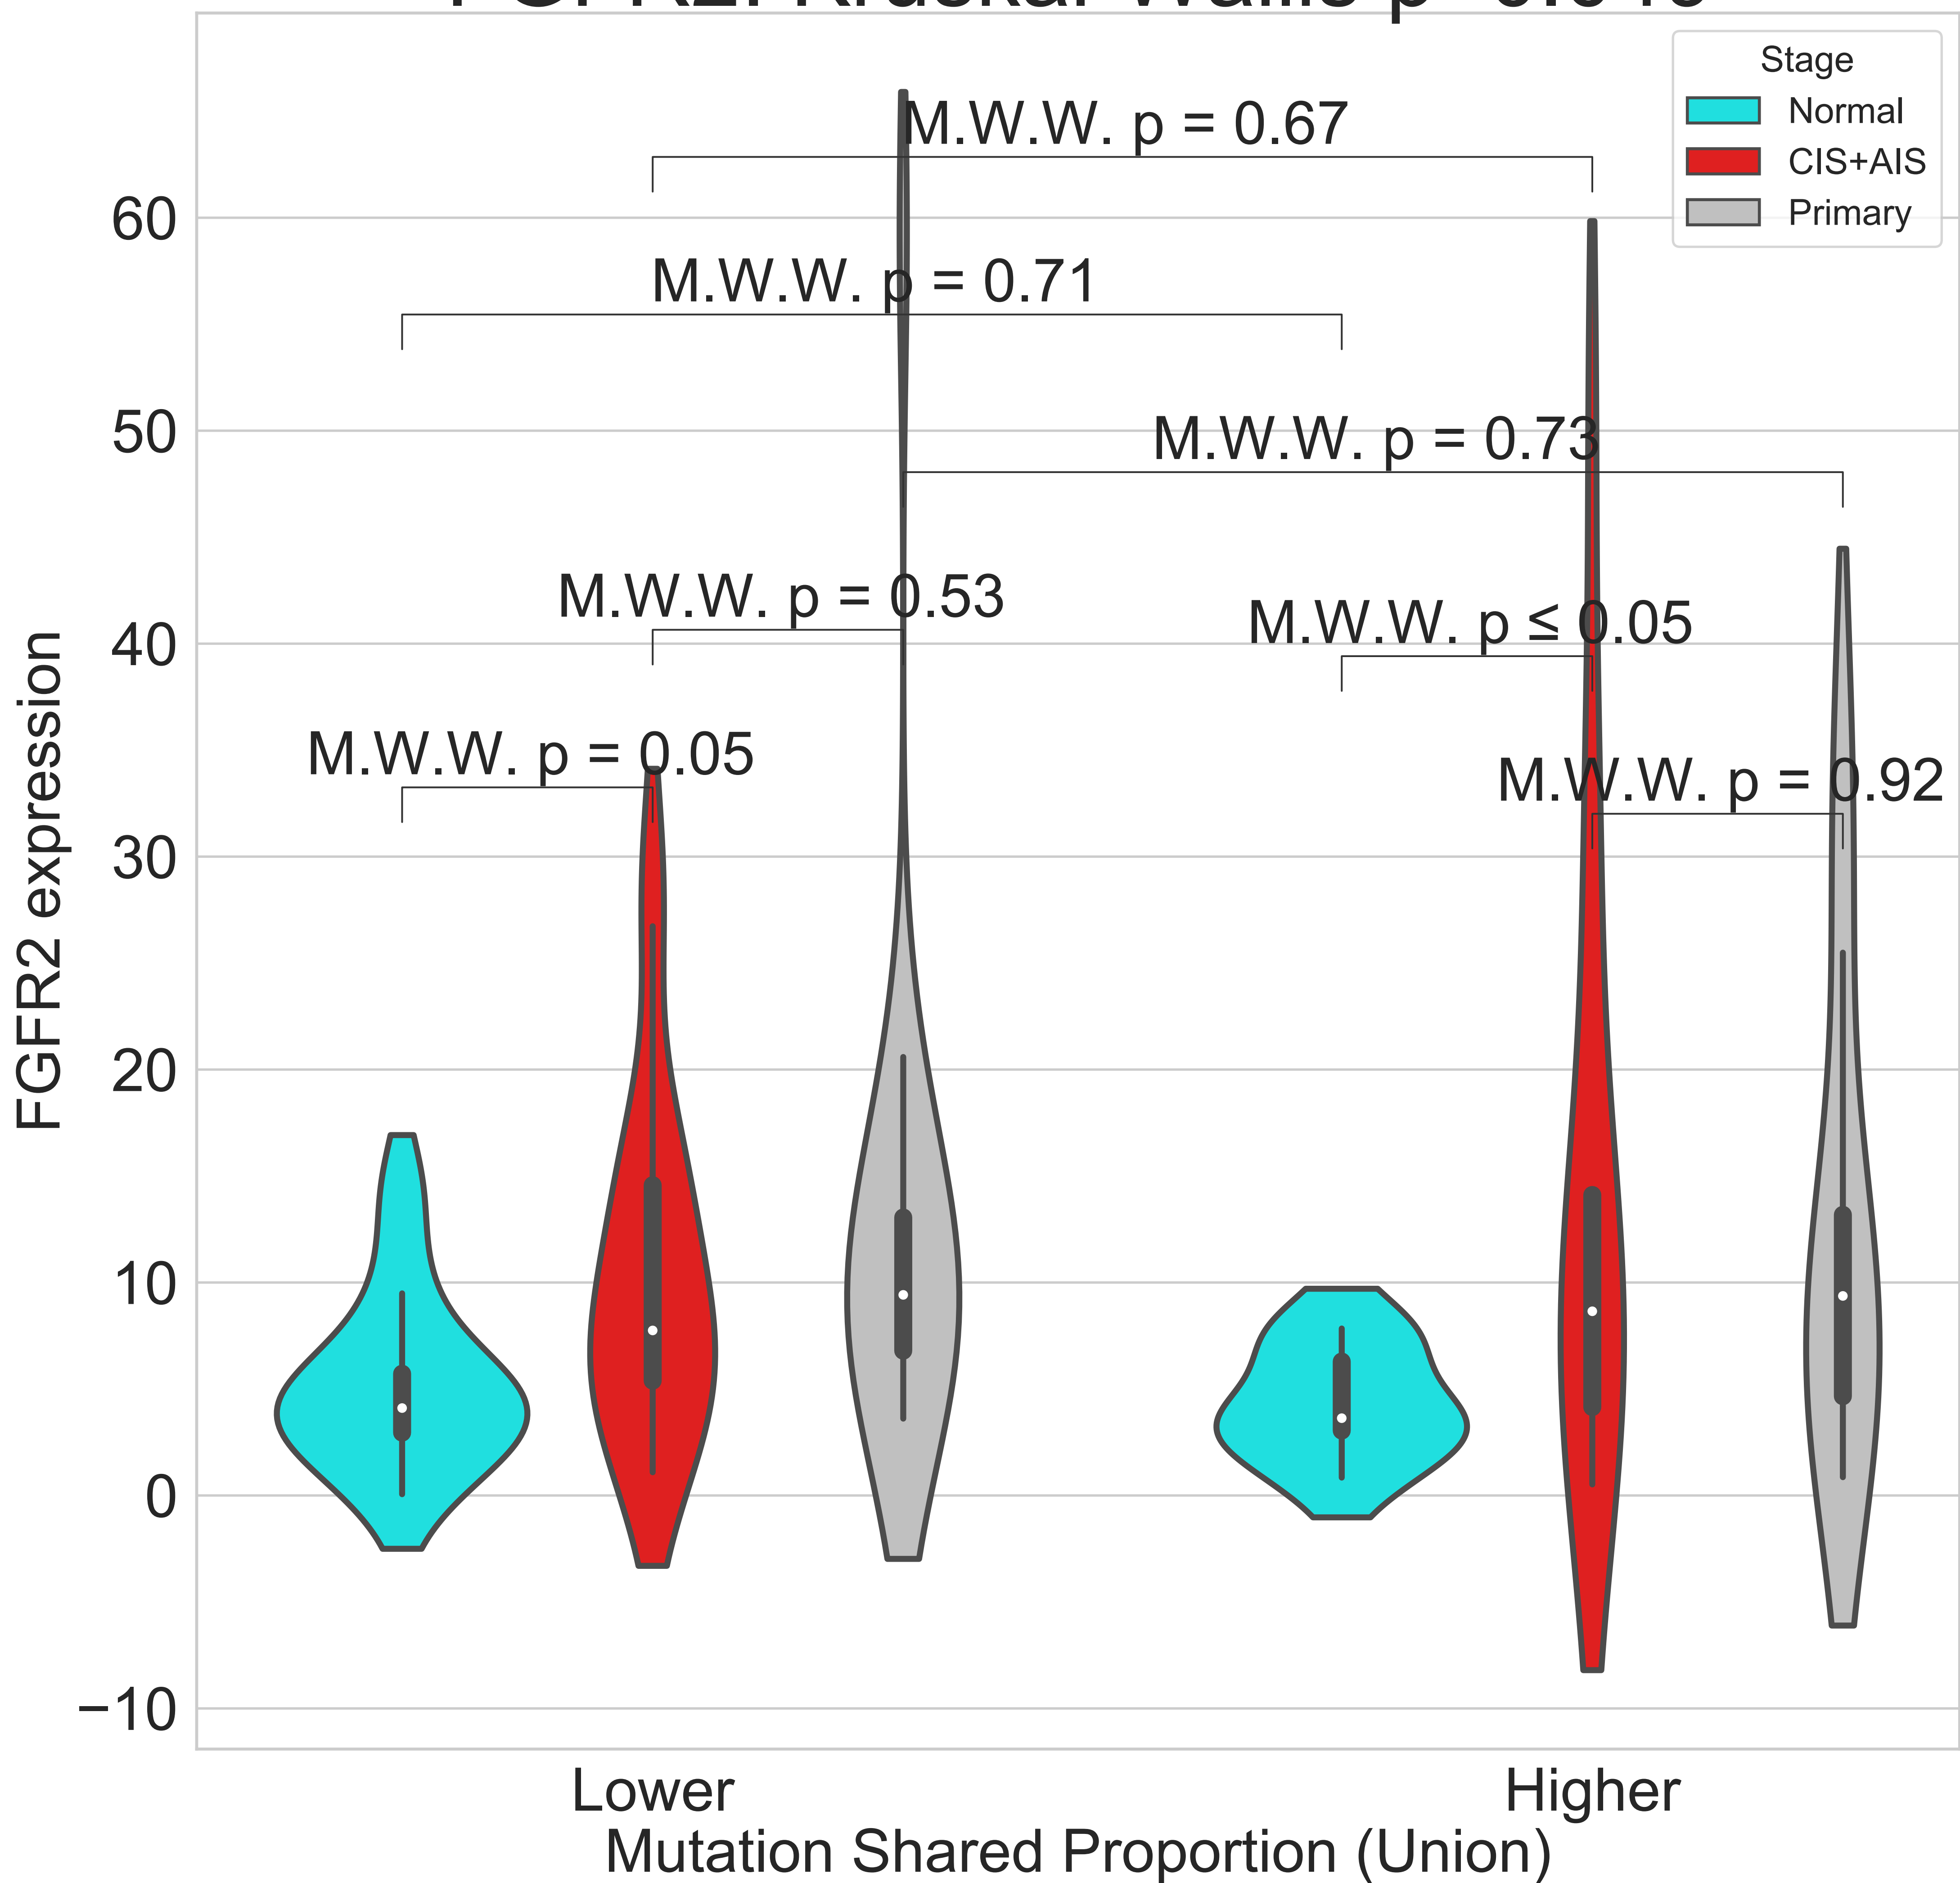 Stage
Normal
CIS+AIS
Primary
M.W.W. p = 0.67
M.W.W. p = 0.71
M.W.W. p = 0.73
M.W.W. p = 0.53
M.W.W. p ≤ 0.05
M.W.W. p = 0.05
M.W.W. p = 0.92
FGFR2 expression
60
50
40
30
20
10
0
−10
Lower
Higher
Mutation Shared Proportion (Union)